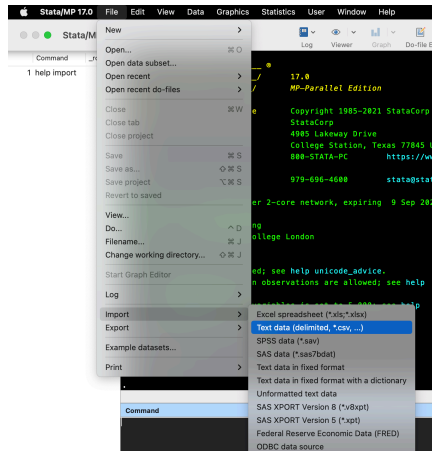 Stata/MP 17.0 File Edit View Data Graphics Statistics User Window Help
Stata/M
Log Viewer Graph Do-file E
Command _rc
1 help import
New
Open... ⌘ O
Open data subset...
Open recent
Open recent do-files
Close ⌘ W
Close tab
Close project
Save ⌘ S
Save as... ⇧ ⌘ S
Save project ⌥ ⌘ S
Revert to saved
View...
Do... ^ D
Filename... ⌘ J
Change working directory... ⇧ ⌘ J
Start Graph Editor
Log
Import
Export
Example datasets...
Print
Excel spreadsheet (*.xls;*.xlsx)
Text data (delimited, *.csv, ...)
SPSS data (*.sav)
SAS data (*.sas7bdat)
Text data in fixed format
Text data in fixed format with a dictionary
Unformatted text data
SAS XPORT Version 8 (*.v8xpt)
SAS XPORT Version 5 (*.xpt)
Federal Reserve Economic Data (FRED)
ODBC data source
®
17.0
MP-Parallel Edition
Copyright 1985-2021 StataCorp
StataCorp
4905 Lakeway Drive
College Station, Texas 77845 U
800-STATA-PC https://ww
979-696-4600 stata@stat
er 2-core network, expiring 9 Sep 202
ng
ollege London
ed; see help unicode_advice.
n observations are allowed; see help
.
Command